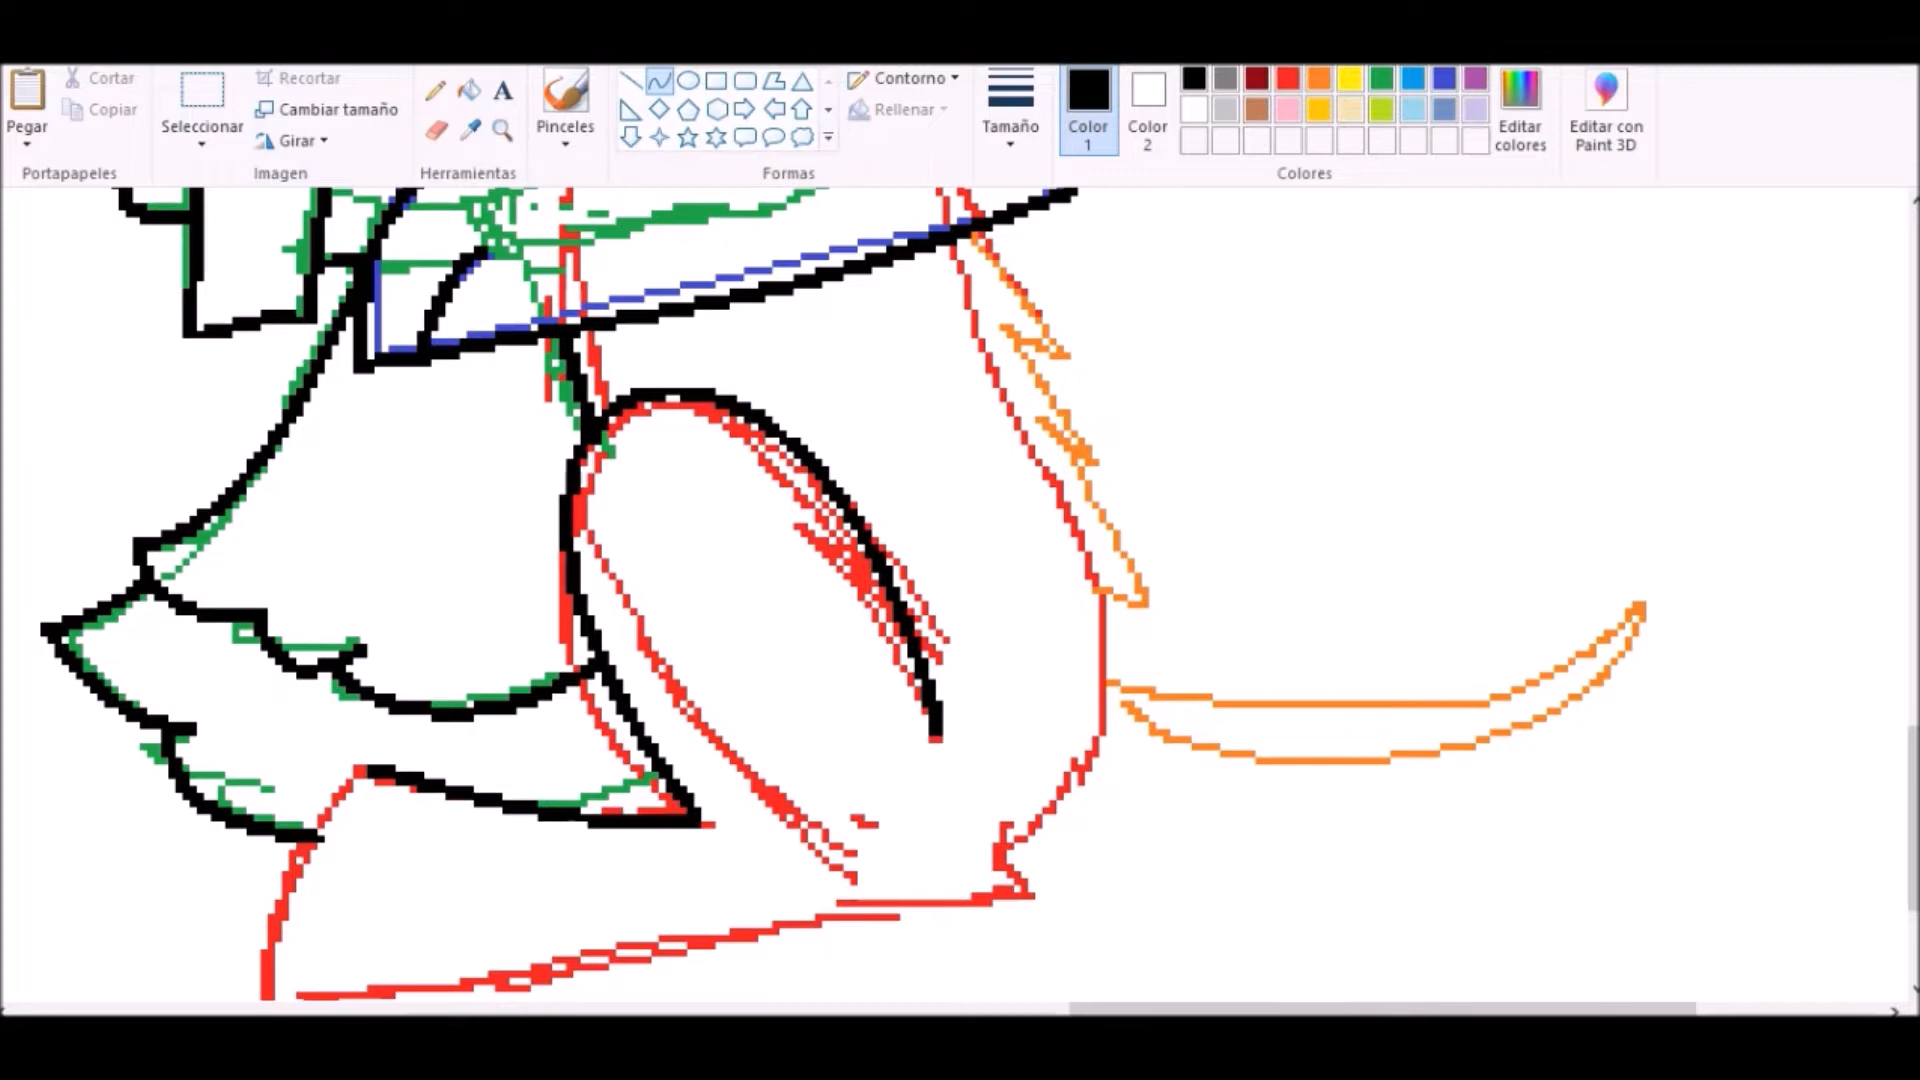 Cortar
Recortar
Contorno
Copiar
Cambiar tamaño
Rellenar
Pegar
Seleccionar
Girar
A
Pinceles
Tamaño
Color
1
Color
2
Editar
colores
Editar con
Paint 3D
Portapapeles
Imagen
Herramientas
Formas
Colores